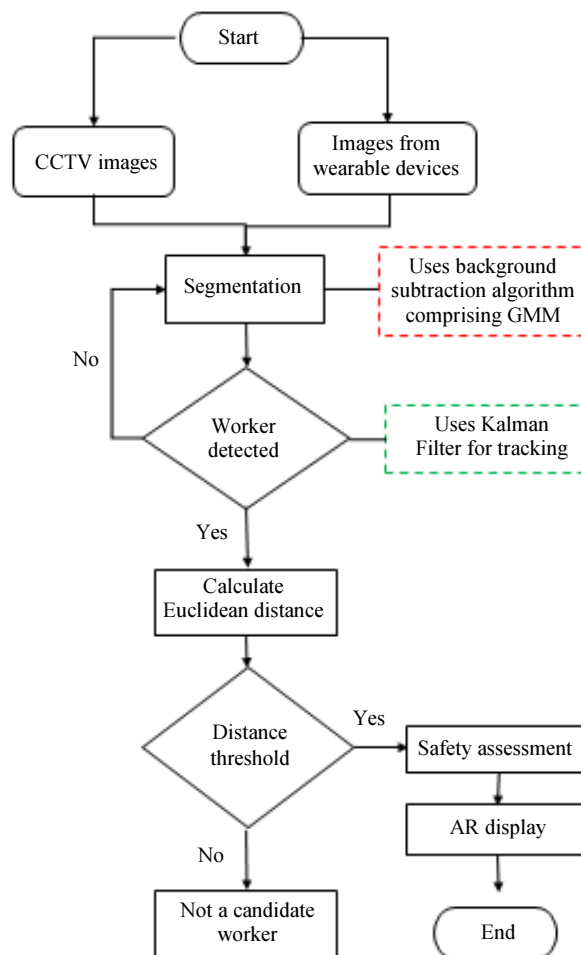 Start
CCTV images
Images from
wearable devices
Segmentation
Uses background
subtraction algorithm
comprising GMM
No
Worker
detected
Uses Kalman
Filter for tracking
Yes
Calculate
Euclidean distance
Distance
threshold
Yes
Safety assessment
AR display
No
Not a candidate
worker
End